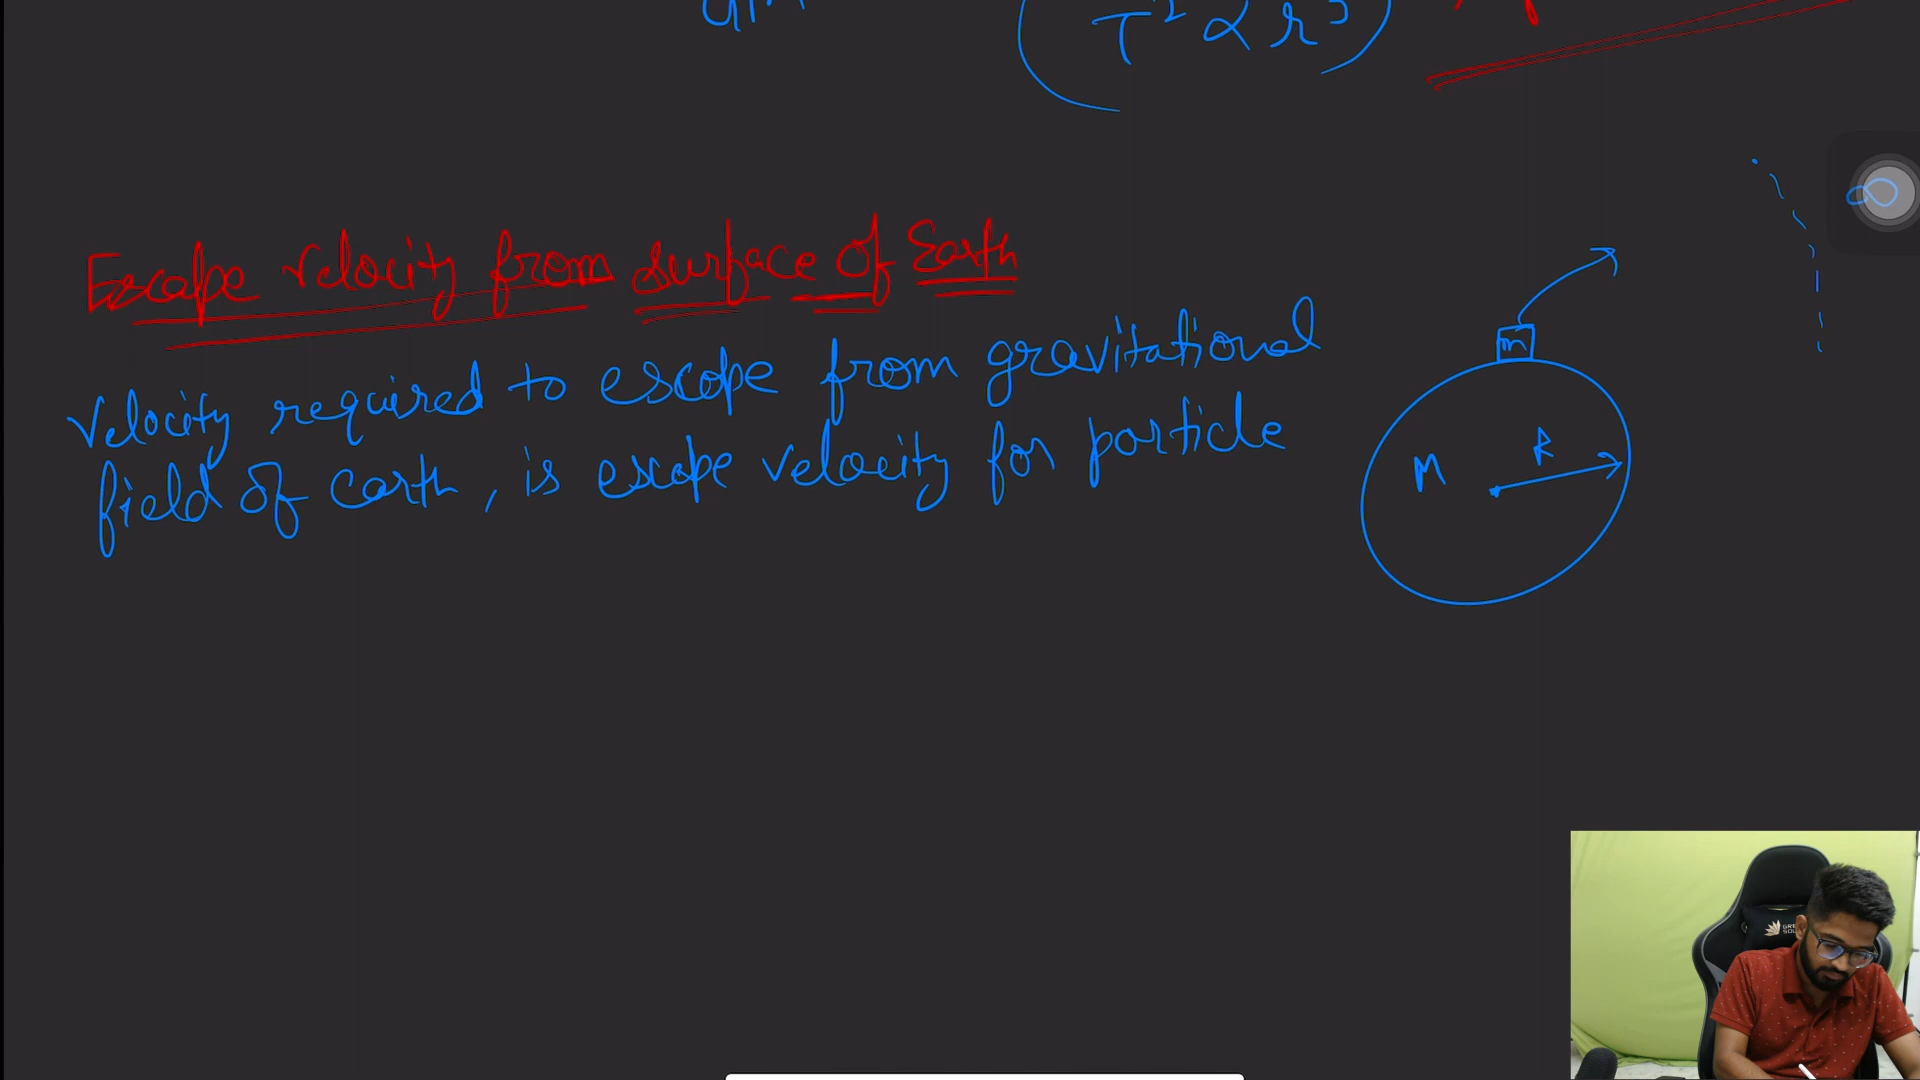 T² ∝ r³
Escape velocity from surface of Earth
Velocity required to escape from gravitational
field of earth, is escape velocity for particle
∞
m
M R